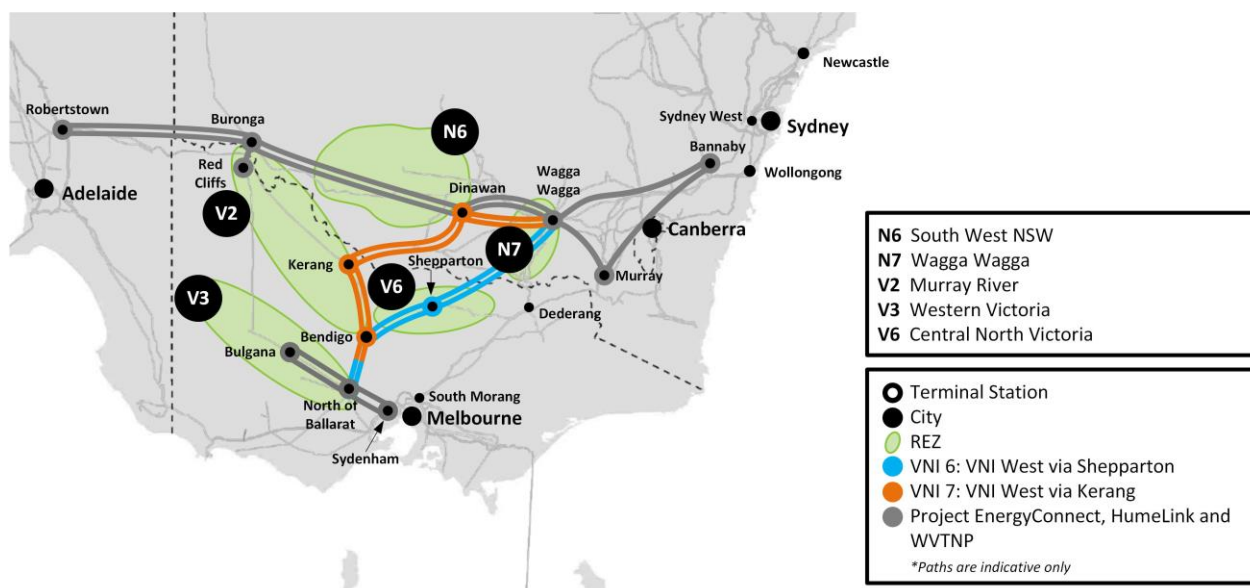 Newcastle
Robertstown
Buronga
N6
Sydney West
Sydney
Bannaby
Red
Cliffs
Wagga
Wagga
Wollongong
Adelaide
Dinawan
V2
Canberra
N7
Shepparton
Kerang
Murray
V6
V3
Dederang
Bendigo
Bulgana
South Morang
North of
Ballarat
Melbourne
Sydenham
N6 South West NSW
N7 Wagga Wagga
V2 Murray River
V3 Western Victoria
V6 Central North Victoria
Terminal Station
City
REZ
VNI 6: VNI West via Shepparton
VNI 7: VNI West via Kerang
Project EnergyConnect, HumeLink and
WVTNP
*Paths are indicative only